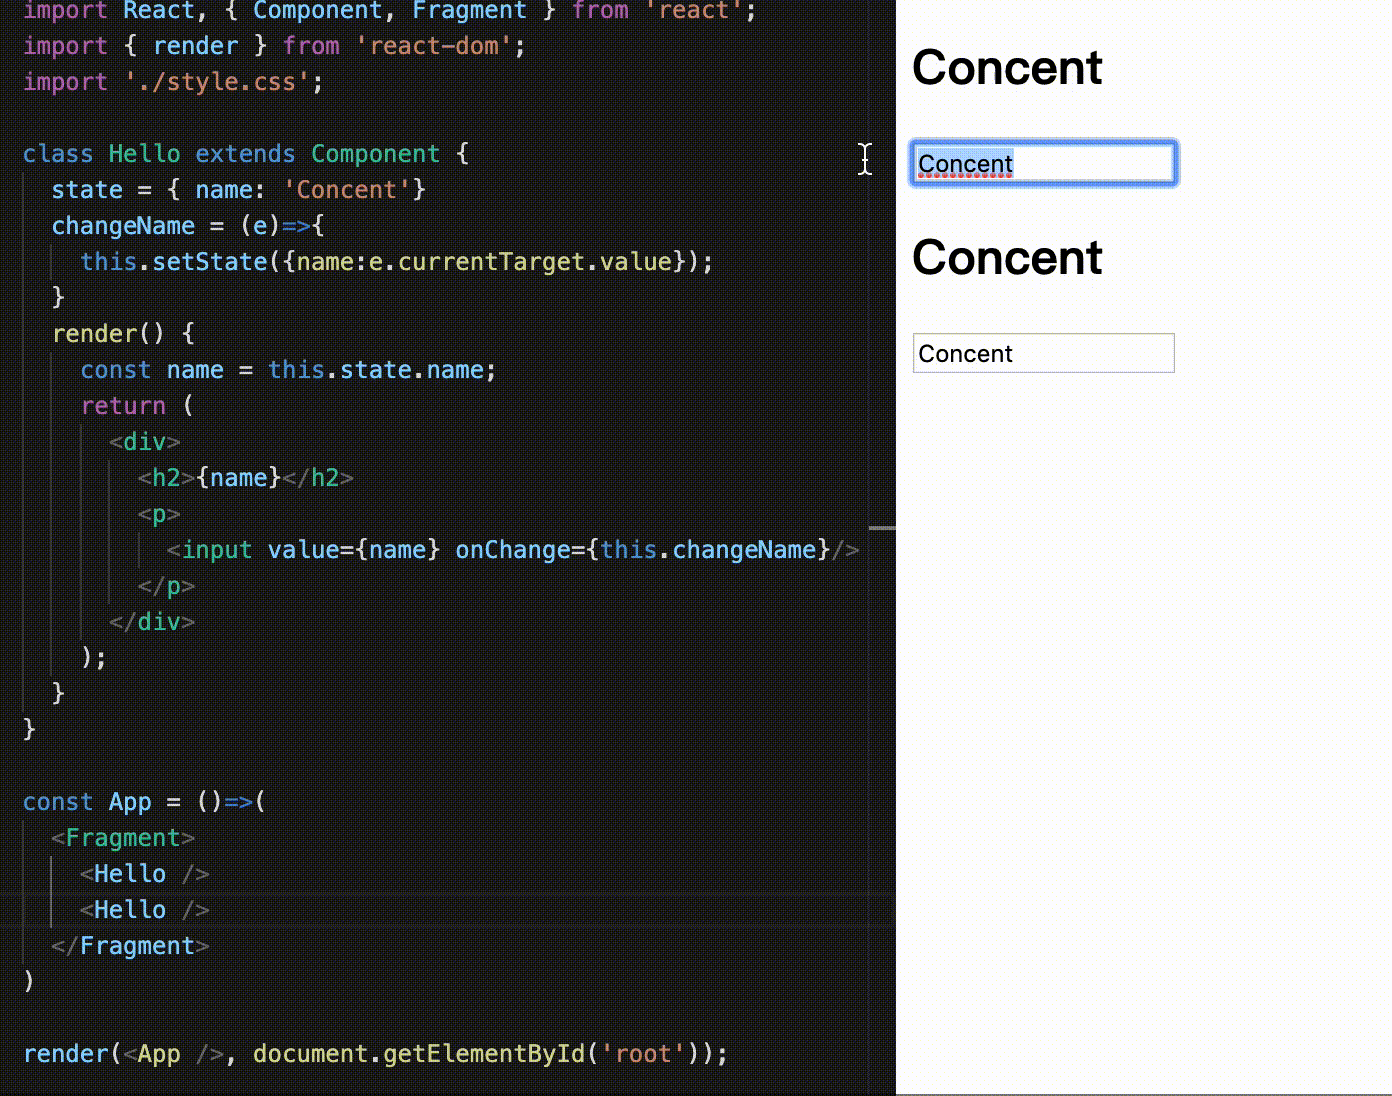 import React, { Component, Fragment } from 'react';
import { render } from 'react-dom';
import './style.css';
class Hello extends Component {
state = { name: 'Concent'}
changeName = (e)=>{
this.setState({name:e.currentTarget.value});
}
render() {
const name = this.state.name;
return (
<div>
<h2>{name}</h2>
<p>
<input value={name} onChange={this.changeName}/>
</p>
</div>
);
}
}
const App = ()=>(
<Fragment>
<Hello />
<Hello />
</Fragment>
)
render(<App />, document.getElementById('root'));
Concent
Concent
Concent
Concent